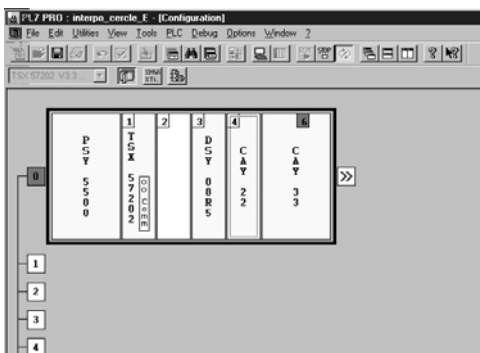 PL7 PRO : interpo_cercle_E - [Configuration]
File Edit Utilities View Tools PLC Debug Options Window ?
TSX 57202 V3.3...
1 2 3 4 6
PSY 5500
TSX 57202
Comm
DSY 08R5
CAY 22
CAY 33
0
1
2
3
4